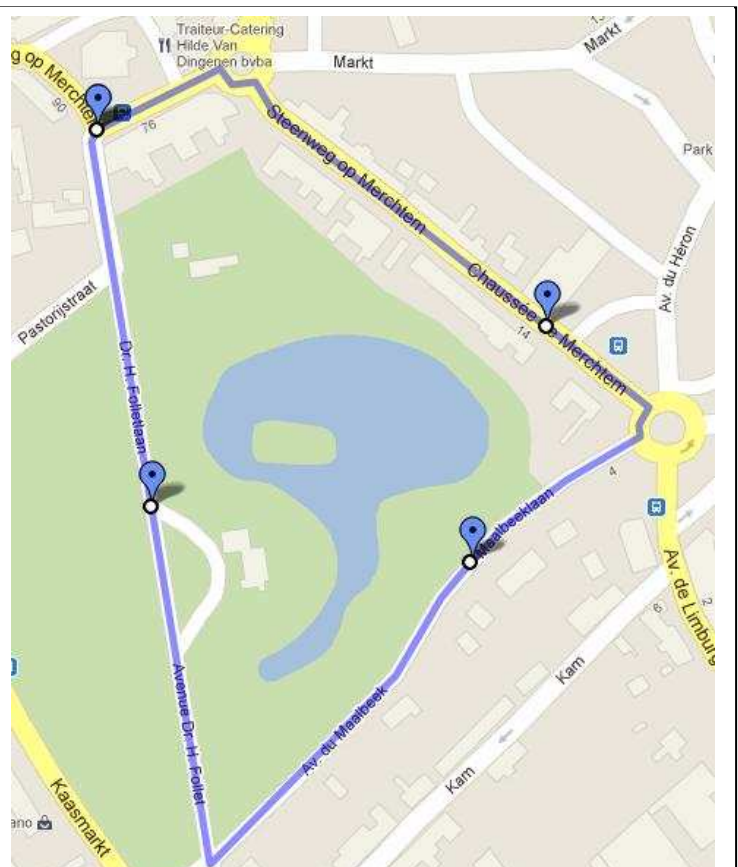 Traiteur-Catering
Hilde Van
Dingenen bvba
Markt
Markt
g op Merchtem
90
76
Steenweg op Merchtem
Park
Av. du Héron
Pastorijstraat
Chaussée de Merchtem
14
Dr. H. Folletlaan
4
Maalbeeklaan
Av. de Limburg
2
6
Kam
Avenue Dr. H. Follet
Av. du Maalbeek
Kam
Kaasmarkt
ano